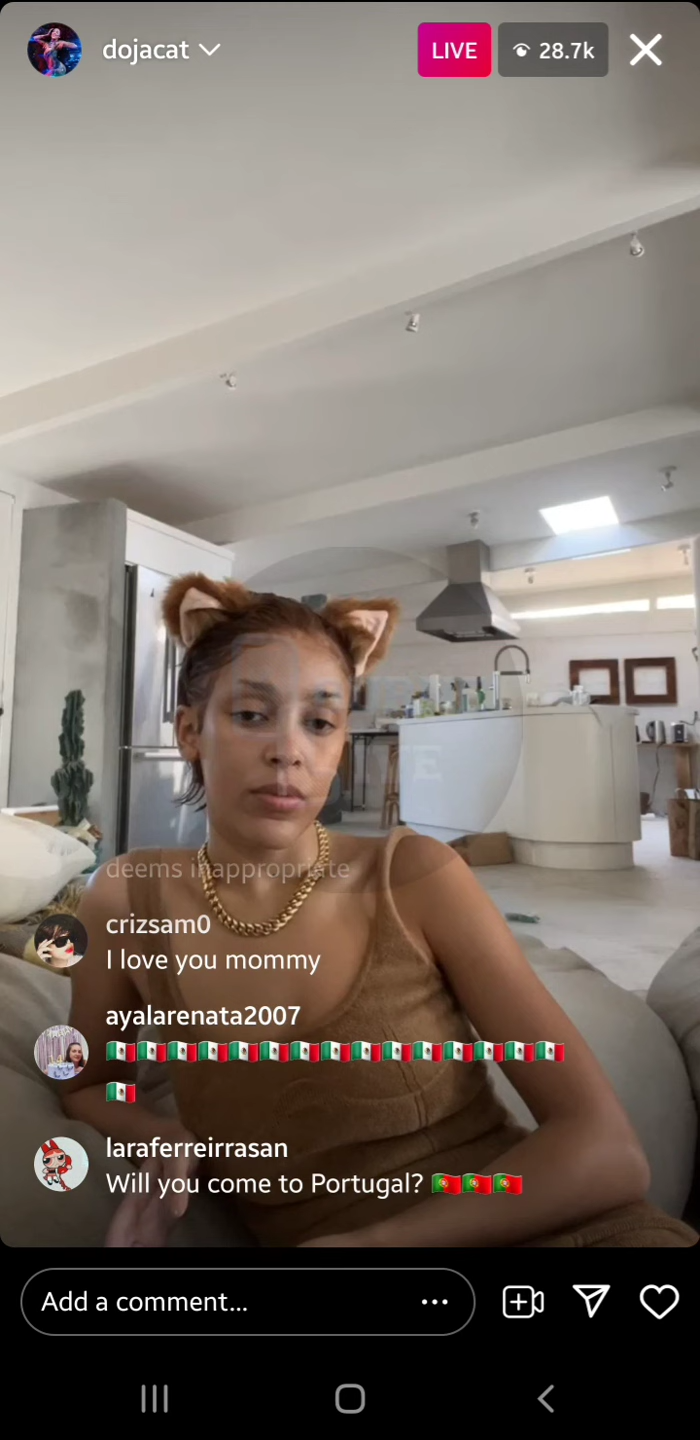 dojacat
LIVE
28.7k
deems inappropriate
crizsam0
I love you mommy
ayalarenata2007
🇲🇽🇲🇽🇲🇽🇲🇽🇲🇽🇲🇽🇲🇽🇲🇽🇲🇽🇲🇽🇲🇽🇲🇽🇲🇽🇲🇽🇲🇽
🇲🇽
laraferreirrasan
Will you come to Portugal? 🇵🇹🇵🇹🇵🇹
Add a comment...